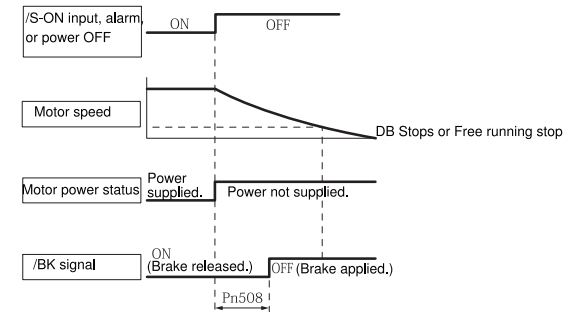 /S-ON input, alarm,
or power OFF
ON
OFF
Motor speed
DB Stops or Free running stop
Motor power status
Power
supplied.
Power not supplied.
/BK signal
ON
(Brake released.)
OFF (Brake applied.)
Pn508